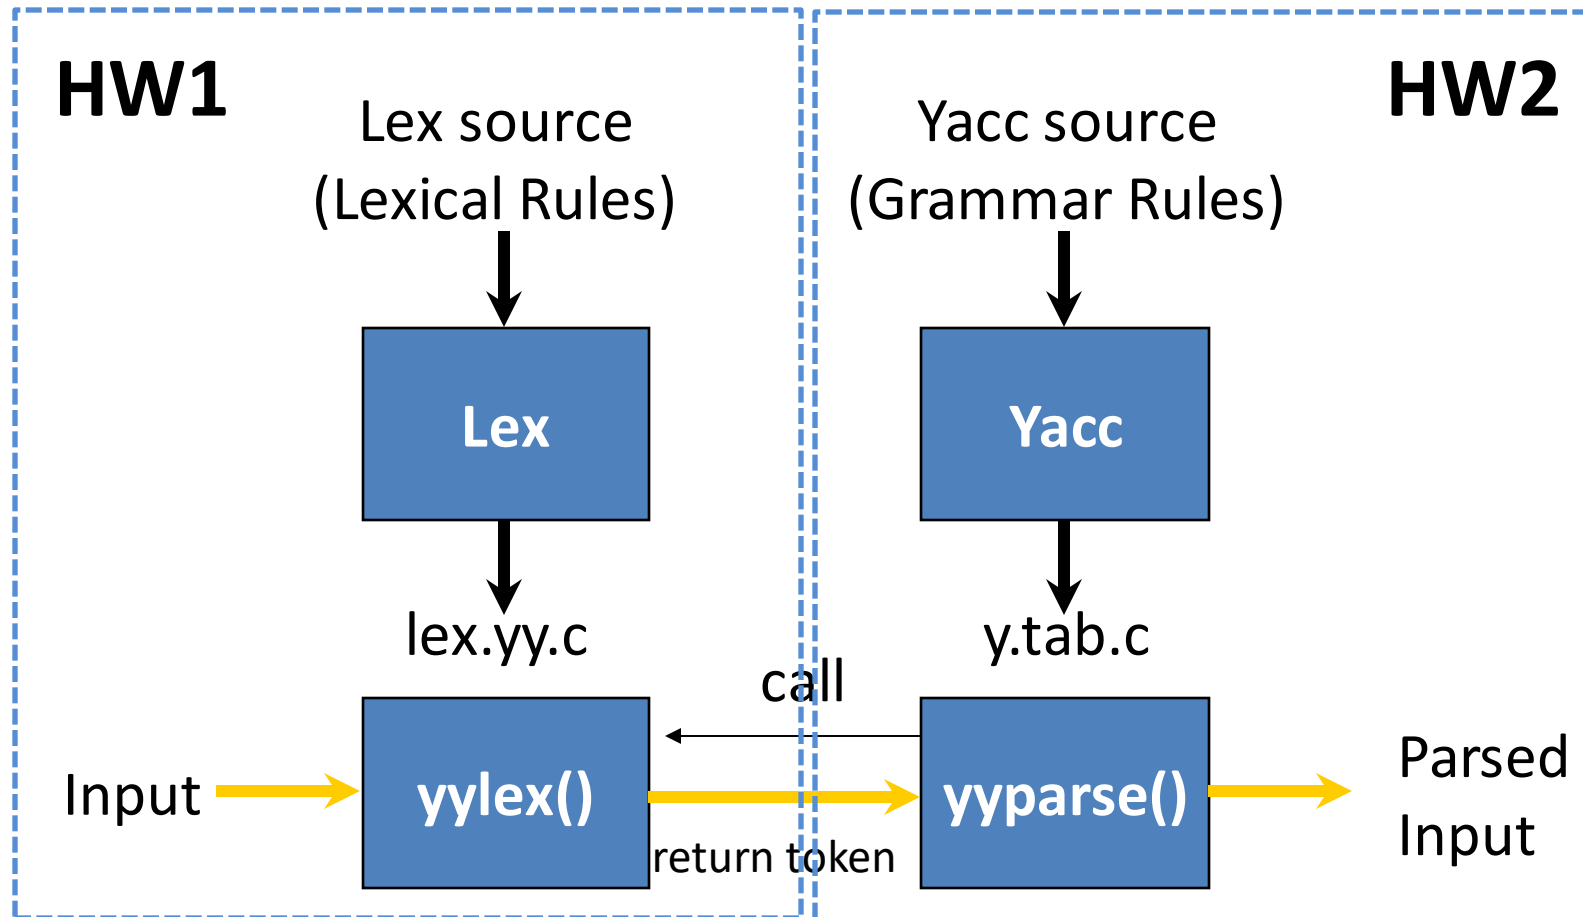 HW1
HW2
Lex source
(Lexical Rules)
Yacc source
(Grammar Rules)
Lex
Yacc
lex.yy.c
y.tab.c
call
Input
yylex()
yyparse()
Parsed
Input
return token